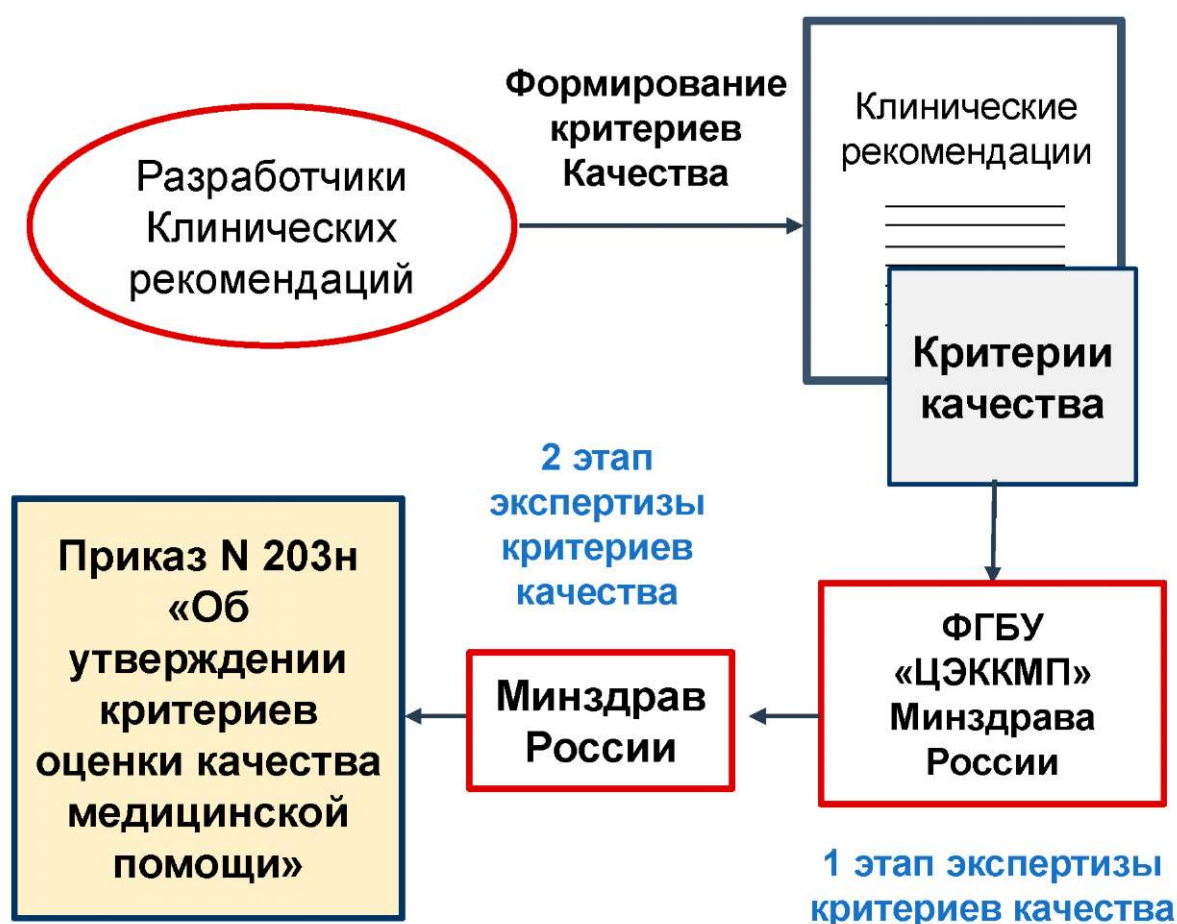 Разработчики
Клинических
рекомендаций
Формирование
критериев
Качества
Клинические
рекомендации
Критерии
качества
ФГБУ
«ЦЭККМП»
Минздрава
России
1 этап экспертизы
критериев качества
2 этап
экспертизы
критериев
качества
Минздрав
России
Приказ N 203н
«Об
утверждении
критериев
оценки качества
медицинской
помощи»